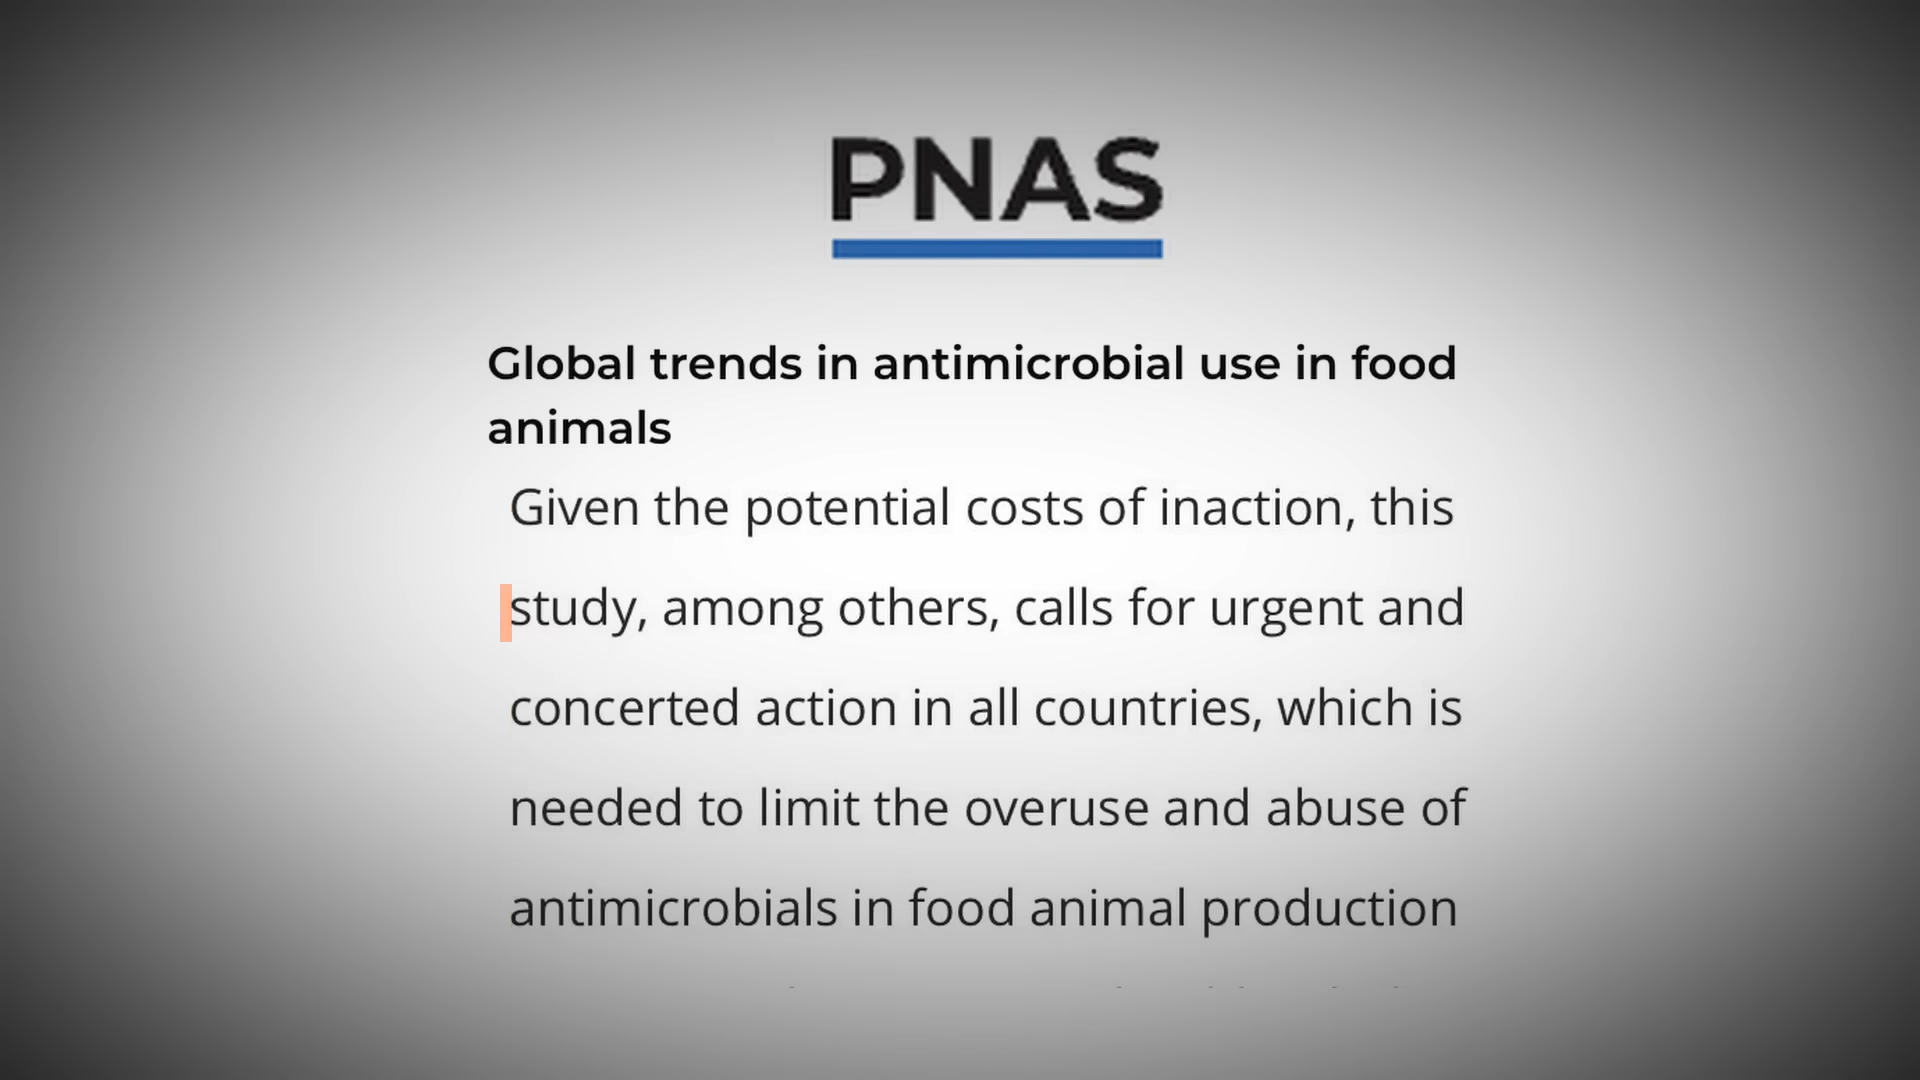 PNAS
Global trends in antimicrobial use in food
animals
Given the potential costs of inaction, this
study, among others, calls for urgent and
concerted action in all countries, which is
needed to limit the overuse and abuse of
antimicrobials in food animal production